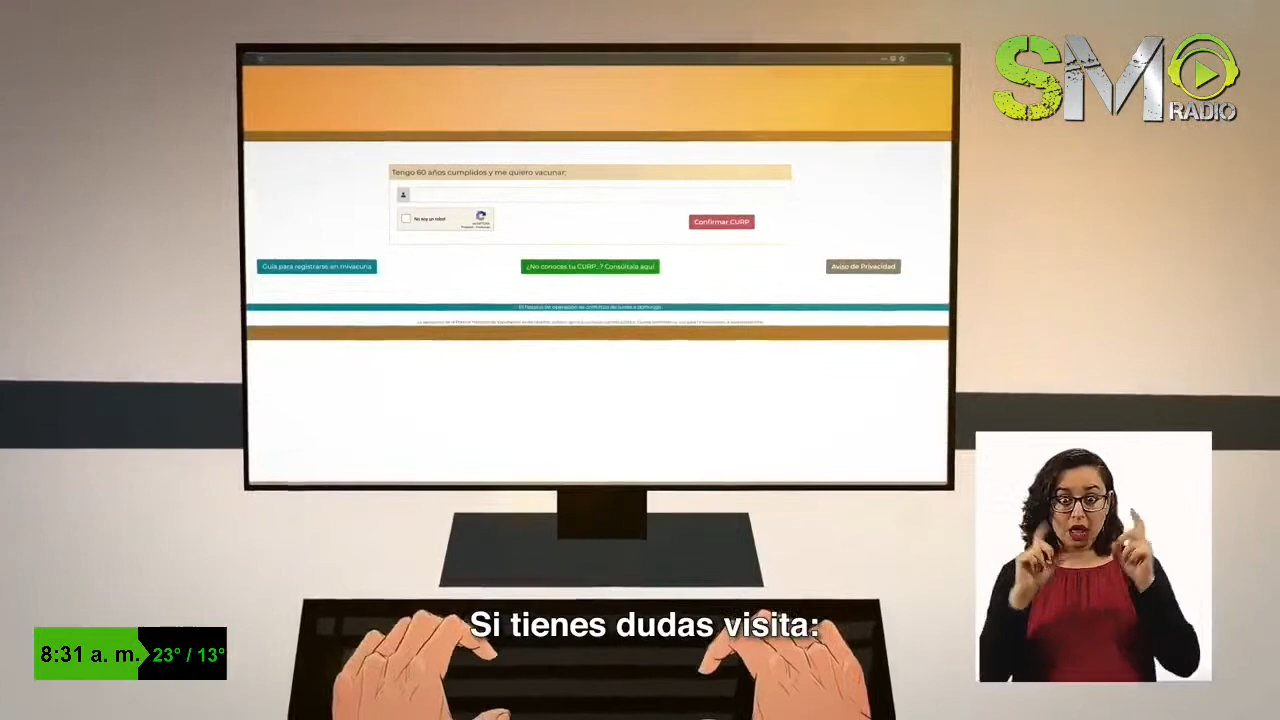 SM
RADIO
Tengo 60 años cumplidos y me quiero vacunar:
No soy un robot
Confirmar CURP
Guía para registrarse en mivacuna
¿No conoces tu CURP...? Consúltala aquí
Aviso de Privacidad
Si tienes dudas visita:
8:31 a. m.
23° / 13°